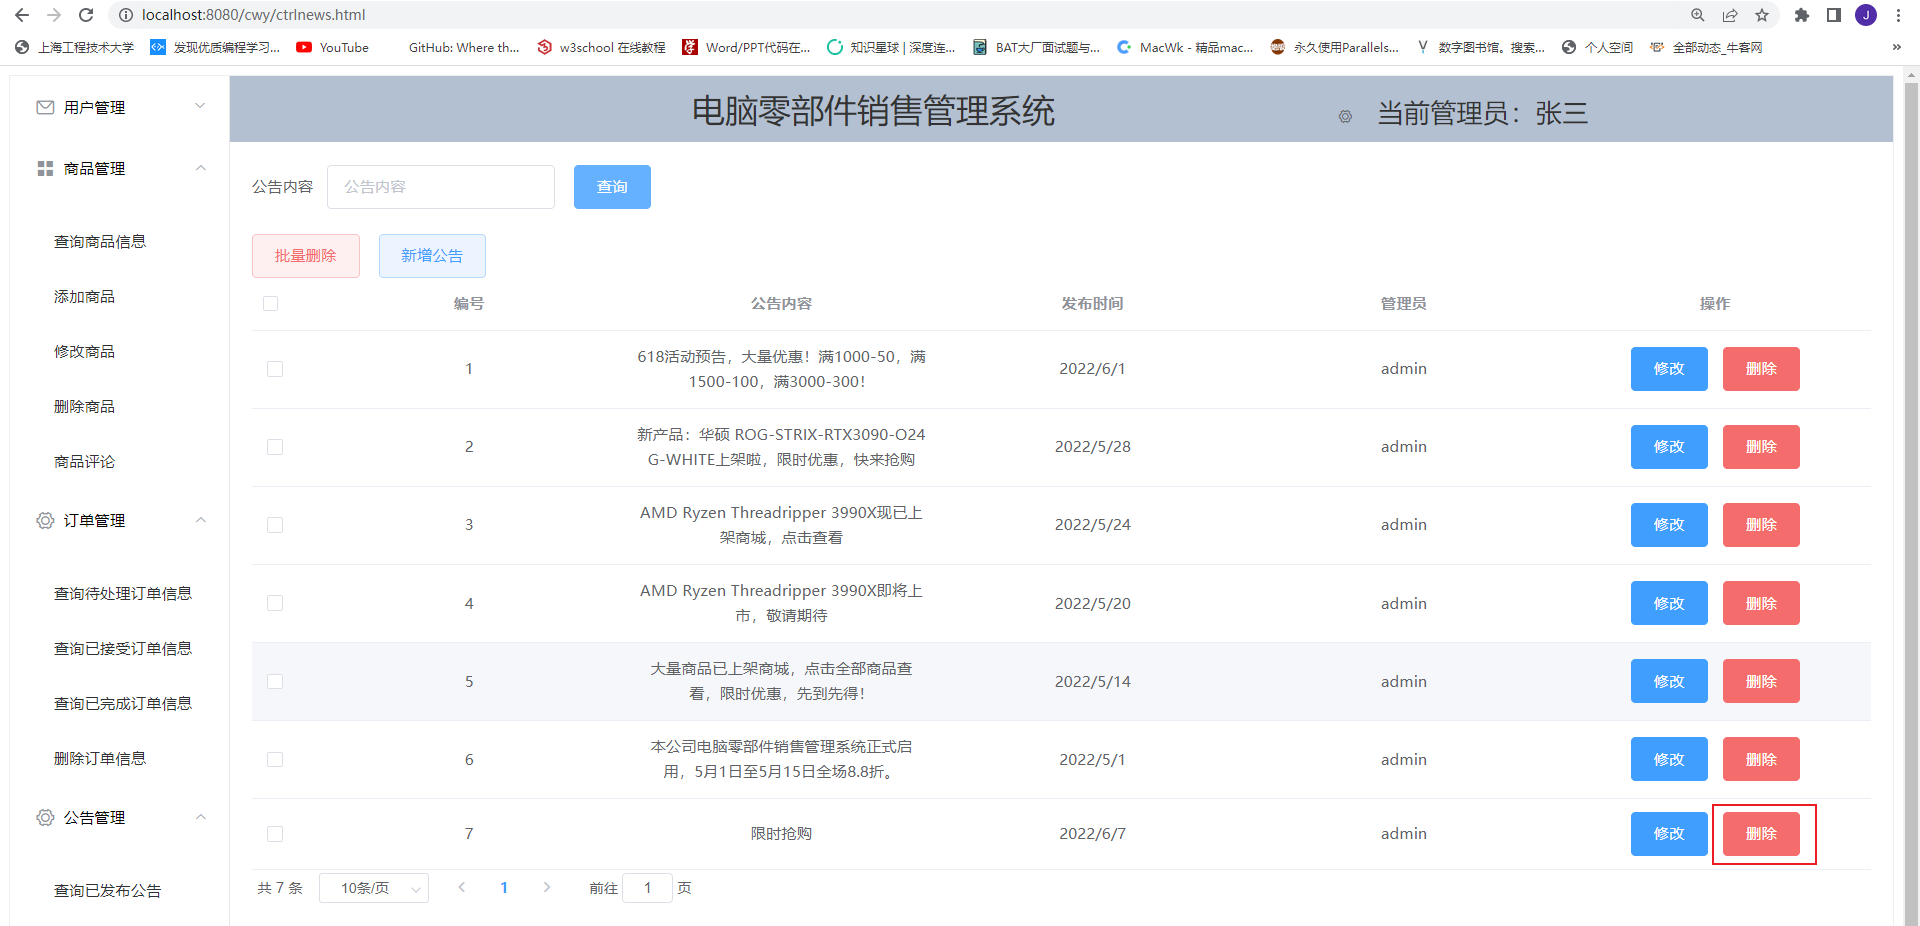 localhost:8080/cwy/ctrlnews.html
J
上海工程技术大学
发现优质编程学习...
YouTube
GitHub: Where th...
w3school 在线教程
Word/PPT代码在...
知识星球 | 深度连...
BAT大厂面试题与...
MacWk - 精品mac...
永久使用Parallels...
数字图书馆。搜索...
个人空间
全部动态_牛客网
»
用户管理
商品管理
查询商品信息
添加商品
修改商品
删除商品
商品评论
订单管理
查询待处理订单信息
查询已接受订单信息
查询已完成订单信息
删除订单信息
公告管理
查询已发布公告
电脑零部件销售管理系统
当前管理员：张三
公告内容
公告内容
查询
批量删除
新增公告
编号 公告内容 发布时间 管理员 操作
1
618活动预告，大量优惠！满1000-50，满
1500-100，满3000-300！
2022/6/1 admin 修改 删除
2
新产品：华硕 ROG-STRIX-RTX3090-O24
G-WHITE上架啦，限时优惠，快来抢购
2022/5/28 admin 修改 删除
3
AMD Ryzen Threadripper 3990X现已上
架商城，点击查看
2022/5/24 admin 修改 删除
4
AMD Ryzen Threadripper 3990X即将上
市，敬请期待
2022/5/20 admin 修改 删除
5
大量商品已上架商城，点击全部商品查
看，限时优惠，先到先得！
2022/5/14 admin 修改 删除
6
本公司电脑零部件销售管理系统正式启
用，5月1日至5月15日全场8.8折。
2022/5/1 admin 修改 删除
7 限时抢购 2022/6/7 admin 修改 删除
共 7 条 10条/页 1 前往 1 页